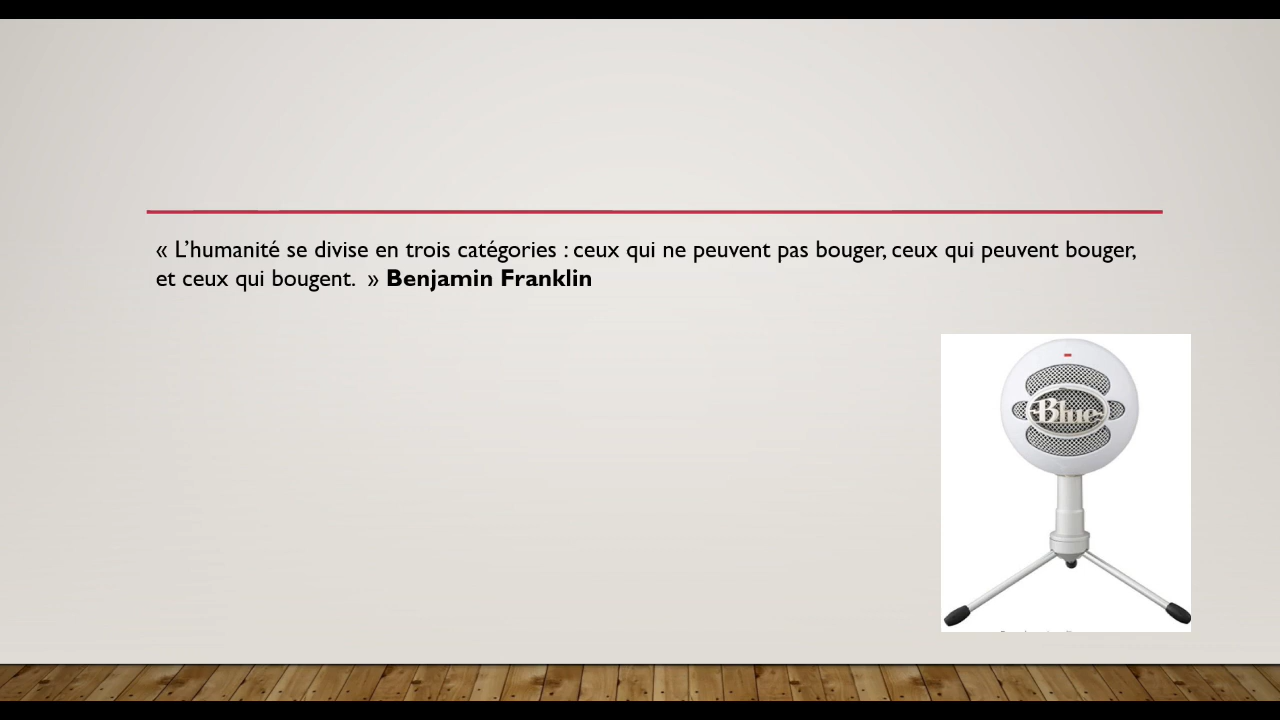 « L’humanité se divise en trois catégories : ceux qui ne peuvent pas bouger, ceux qui peuvent bouger,
et ceux qui bougent.  » Benjamin Franklin
Blue